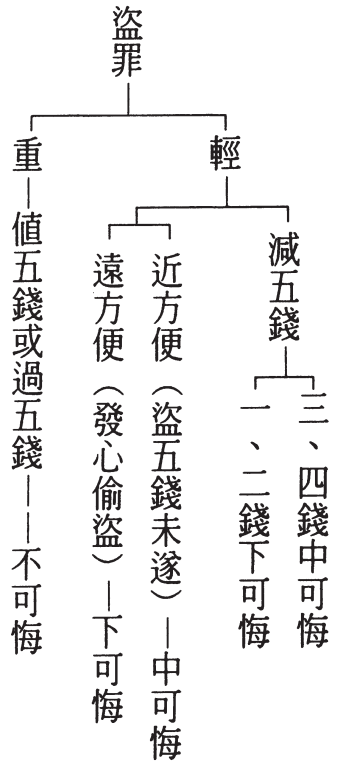 盜罪
輕
減五錢
三、四錢中可悔
一、二錢下可悔
近方便（盜五錢未遂）—中可悔
遠方便（發心偷盜）—下可悔
重—值五錢或過五錢——不可悔